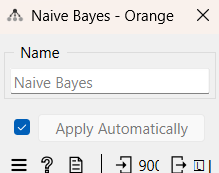 Naive Bayes - Orange
Name
Naive Bayes
Apply Automatically
? 900